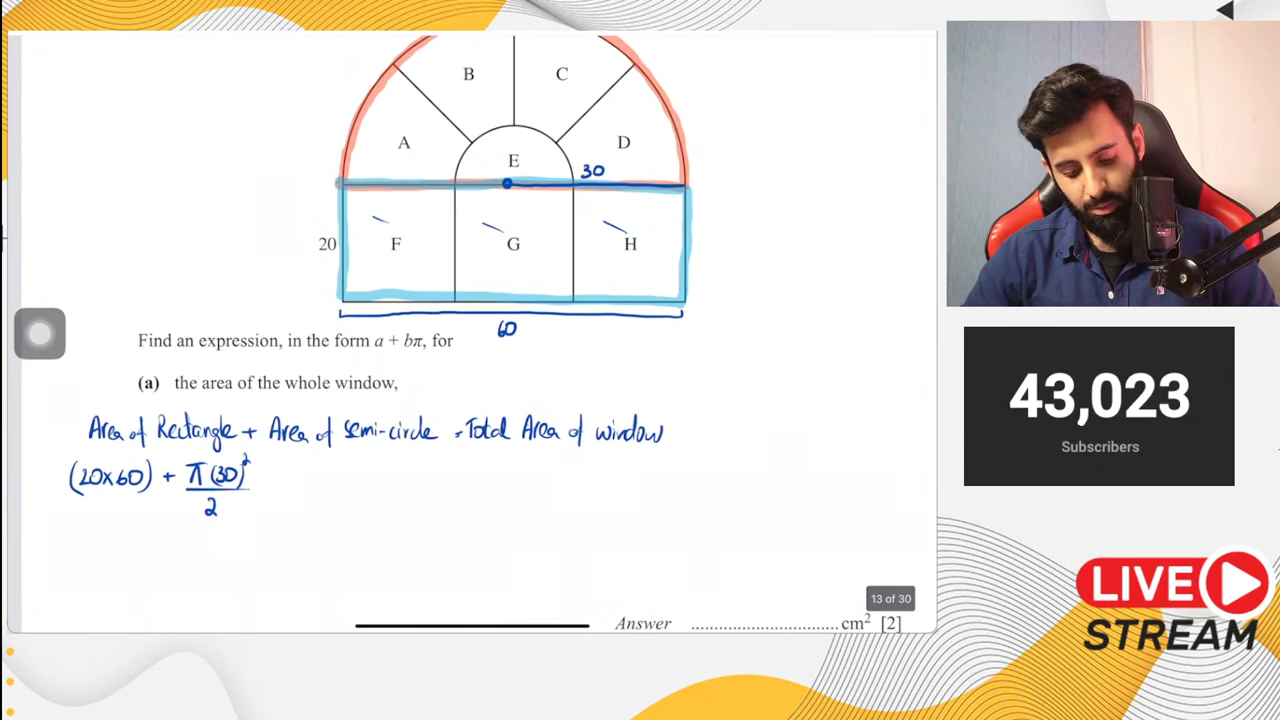 B C
A D
E
30
20 F G H
60
Find an expression, in the form a + bπ, for
(a) the area of the whole window,
Area of Rectangle + Area of semi-circle = Total Area of window
(20x60) + π(30)²
2
13 of 30
Answer .............................. cm² [2]
43,023
Subscribers
LIVE
STREAM